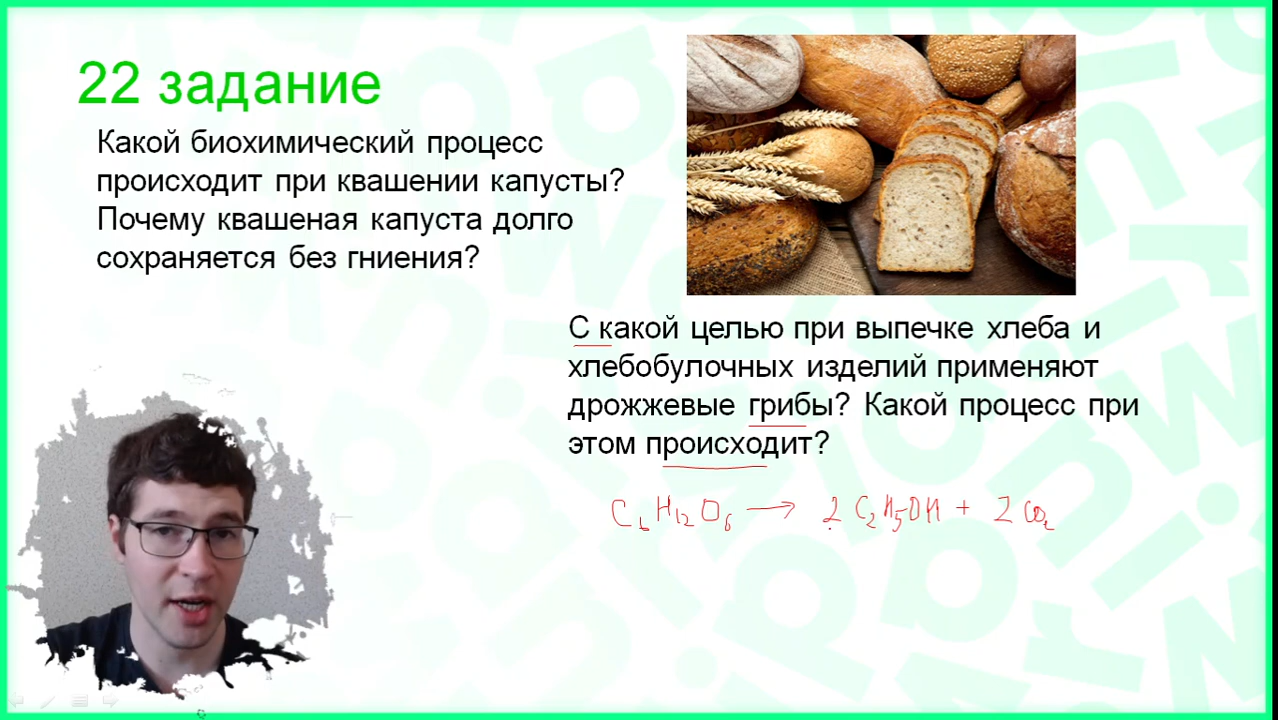 22 задание
Какой биохимический процесс
происходит при квашении капусты?
Почему квашеная капуста долго
сохраняется без гниения?
С какой целью при выпечке хлеба и
хлебобулочных изделий применяют
дрожжевые грибы? Какой процесс при
этом происходит?
C₆H₁₂O₆ → 2 C₂H₅OH + 2 CO₂